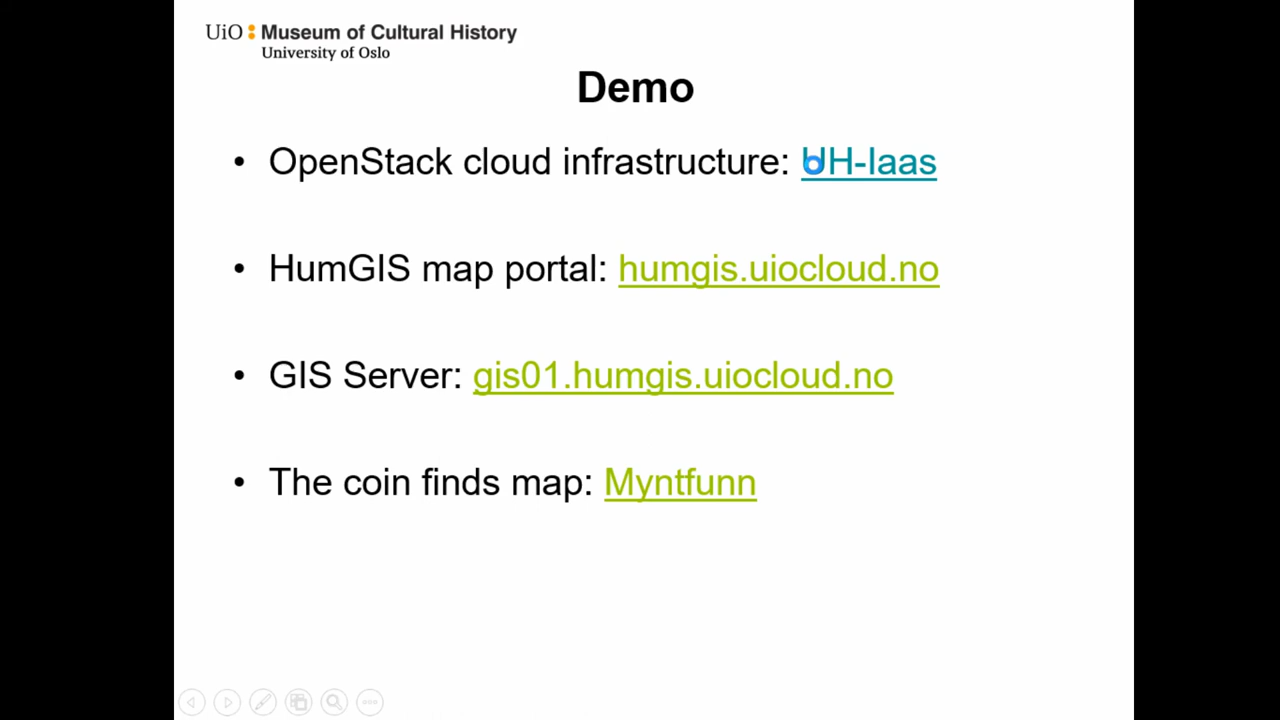 UiO : Museum of Cultural History
University of Oslo
Demo
• OpenStack cloud infrastructure: UH-Iaas
• HumGIS map portal: humgis.uiocloud.no
• GIS Server: gis01.humgis.uiocloud.no
• The coin finds map: Myntfunn